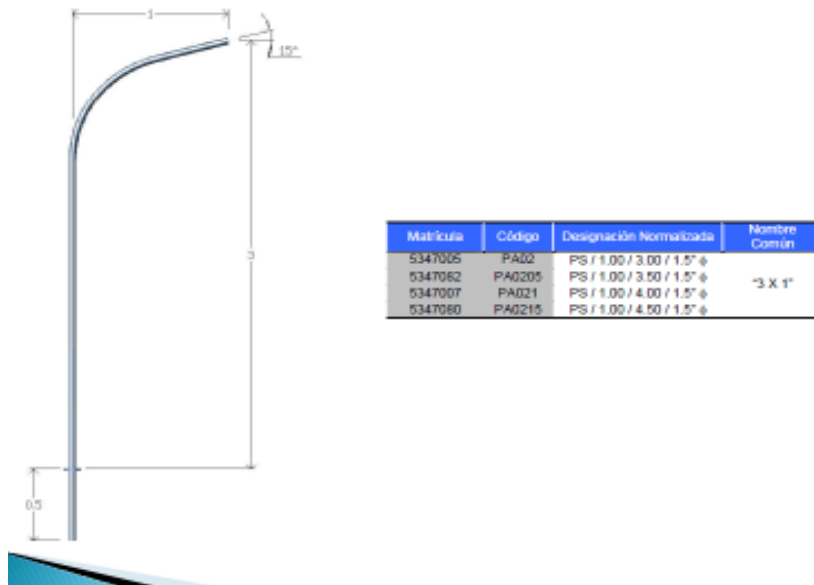 1
15°
3
0.5
Matrícula Código Designación Normalizada Nombre Común
5347005 PA02 PS / 1.00 / 3.00 / 1.5" ϕ
5347082 PA0205 PS / 1.00 / 3.50 / 1.5" ϕ
"3 X 1"
5347007 PA021 PS / 1.00 / 4.00 / 1.5" ϕ
5347080 PA0215 PS / 1.00 / 4.50 / 1.5" ϕ